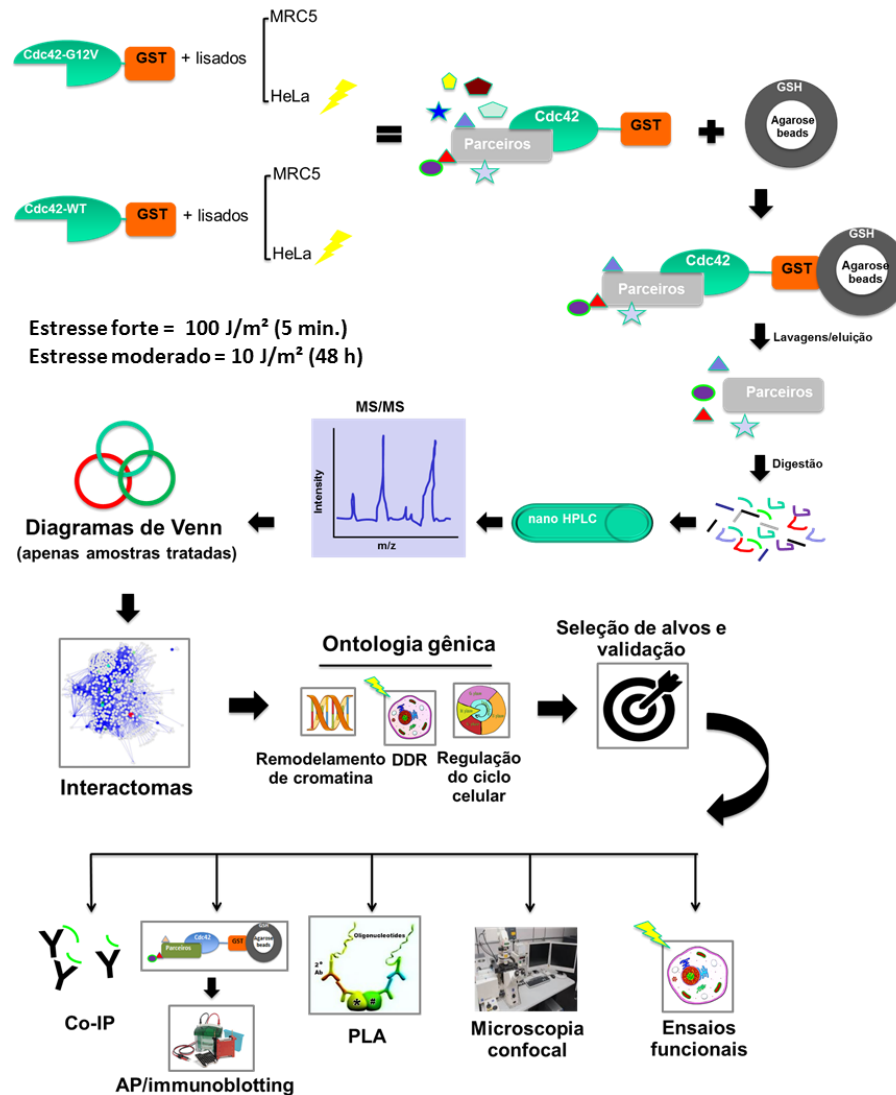 MRC5
Cdc42-G12V
GST
+ lisados
HeLa
Cdc42
GST
Parceiros
GSH
Agarose
beads
MRC5
Cdc42-WT
GST
+ lisados
HeLa
Cdc42
GST
Parceiros
GSH
Agarose
beads
Estresse forte = 100 J/m² (5 min.)
Estresse moderado = 10 J/m² (48 h)
Lavagens/eluição
Parceiros
Digestão
nano HPLC
MS/MS
Intensity
m/z
Diagramas de Venn
(apenas amostras tratadas)
Interactomas
Ontologia gênica
Remodelamento
de cromatina
DDR
Regulação
do ciclo
celular
Seleção de alvos e
validação
Co-IP
Parceiros
Cdc42
GST
GSH
Agarose
beads
AP/immunoblotting
Oligonucleotides
2ª
Ab
*
#
PLA
Microscopia
confocal
Ensaios
funcionais